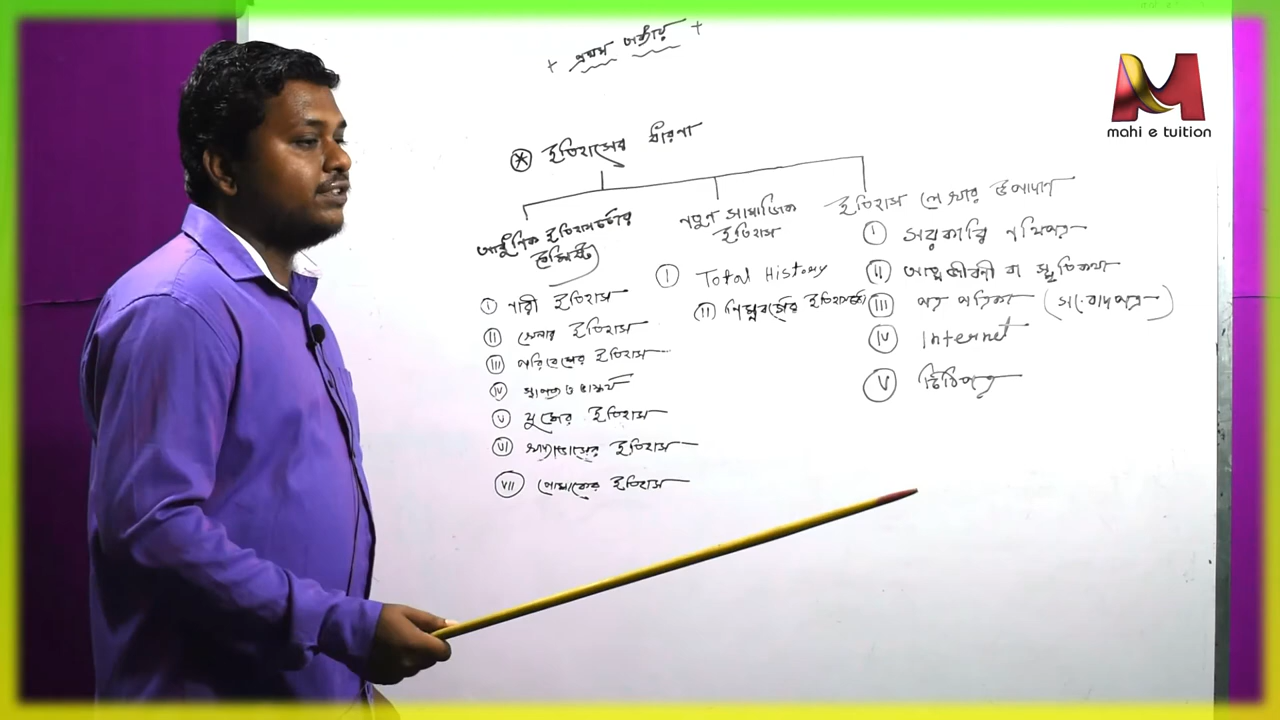 + প্রথম অধ্যায় +
mahi e tuition
* ইতিহাসের ধারণা
আধুনিক ইতিহাসচর্চার
বৈশিষ্ট্য
I নারী ইতিহাস
II খেলার ইতিহাস
III পরিবেশের ইতিহাস
IV স্থাপত্য ও ভাস্কর্য
V যুদ্ধের ইতিহাস
VI খাদ্যাভ্যাসের ইতিহাস
VII পোষাকের ইতিহাস
নতুন সামাজিক
ইতিহাস
I Total History
II নিম্নবর্গের ইতিহাসচর্চা
ইতিহাস লেখার উপাদান
I সরকারি নথিপত্র
II আত্মজীবনী বা স্মৃতিকথা
III পত্র পত্রিকা (সংবাদপত্র)
IV Internet
V চিঠিপত্র